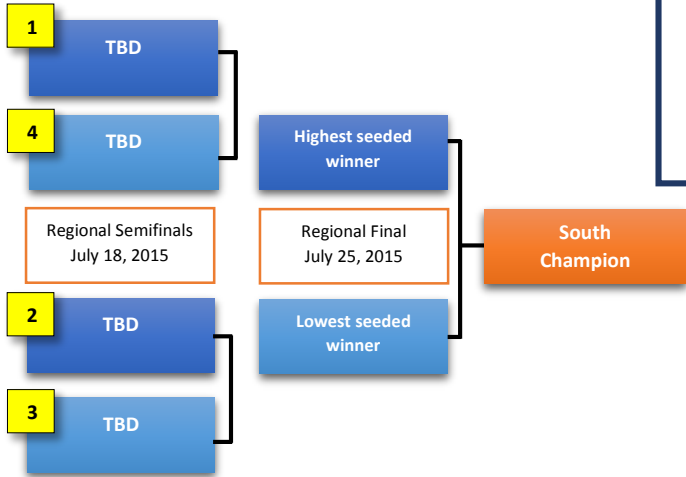 1
TBD
4
TBD
Regional Semifinals
July 18, 2015
2
TBD
3
TBD
Highest seeded
winner
Regional Final
July 25, 2015
Lowest seeded
winner
South
Champion